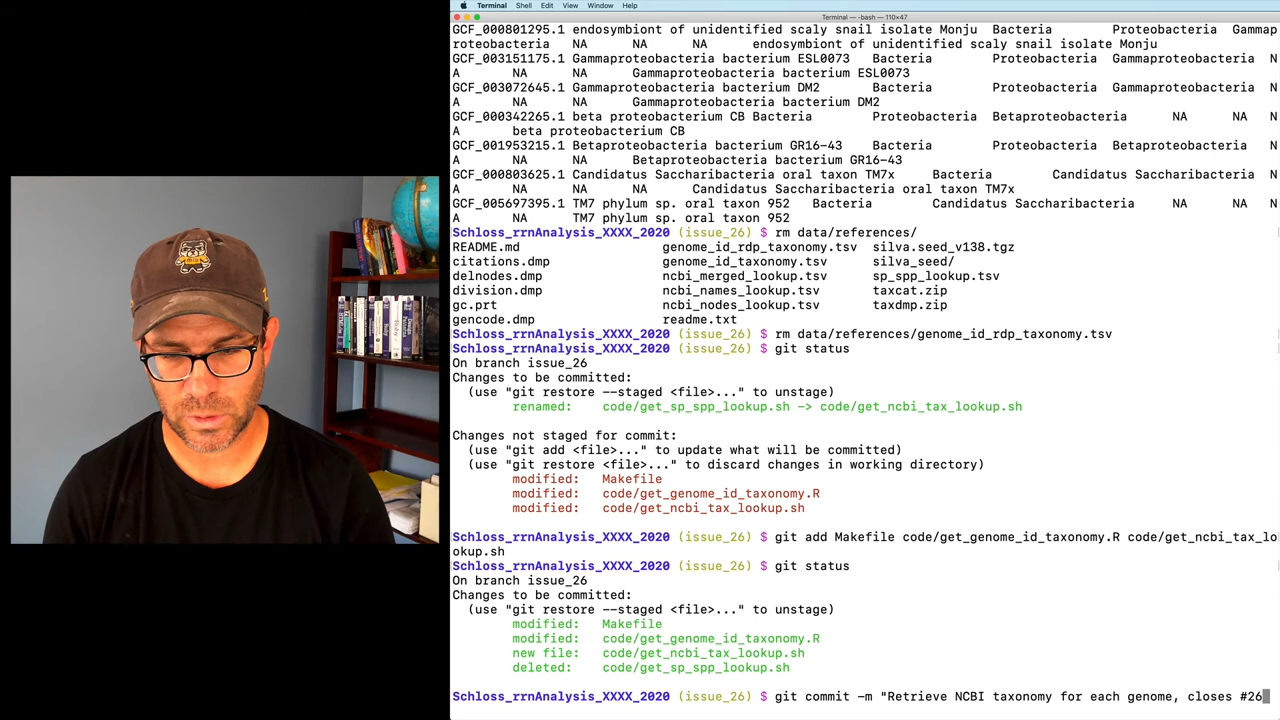 Terminal Shell Edit View Window Help
Terminal — -bash — 110×47
GCF_000801295.1 endosymbiont of unidentified scaly snail isolate Monju Bacteria Proteobacteria Gammap
roteobacteria NA NA NA endosymbiont of unidentified scaly snail isolate Monju
GCF_003151175.1 Gammaproteobacteria bacterium ESL0073 Bacteria Proteobacteria Gammaproteobacteria N
A NA NA Gammaproteobacteria bacterium ESL0073
GCF_003072645.1 Gammaproteobacteria bacterium DM2 Bacteria Proteobacteria Gammaproteobacteria N
A NA NA Gammaproteobacteria bacterium DM2
GCF_000342265.1 beta proteobacterium CB Bacteria Proteobacteria Betaproteobacteria NA NA N
A beta proteobacterium CB
GCF_001953215.1 Betaproteobacteria bacterium GR16-43 Bacteria Proteobacteria Betaproteobacteria N
A NA NA Betaproteobacteria bacterium GR16-43
GCF_000803625.1 Candidatus Saccharibacteria oral taxon TM7x Bacteria Candidatus Saccharibacteria N
A NA NA NA Candidatus Saccharibacteria oral taxon TM7x
GCF_005697395.1 TM7 phylum sp. oral taxon 952 Bacteria Candidatus Saccharibacteria NA NA N
A NA TM7 phylum sp. oral taxon 952
Schloss_rrnAnalysis_XXXX_2020 (issue_26) $ rm data/references/
README.md genome_id_rdp_taxonomy.tsv silva.seed_v138.tgz
citations.dmp genome_id_taxonomy.tsv silva_seed/
delnodes.dmp ncbi_merged_lookup.tsv sp_spp_lookup.tsv
division.dmp ncbi_names_lookup.tsv taxcat.zip
gc.prt ncbi_nodes_lookup.tsv taxdmp.zip
gencode.dmp readme.txt
Schloss_rrnAnalysis_XXXX_2020 (issue_26) $ rm data/references/genome_id_rdp_taxonomy.tsv
Schloss_rrnAnalysis_XXXX_2020 (issue_26) $ git status
On branch issue_26
Changes to be committed:
(use "git restore --staged <file>..." to unstage)
renamed: code/get_sp_spp_lookup.sh -> code/get_ncbi_tax_lookup.sh
Changes not staged for commit:
(use "git add <file>..." to update what will be committed)
(use "git restore <file>..." to discard changes in working directory)
modified: Makefile
modified: code/get_genome_id_taxonomy.R
modified: code/get_ncbi_tax_lookup.sh
Schloss_rrnAnalysis_XXXX_2020 (issue_26) $ git add Makefile code/get_genome_id_taxonomy.R code/get_ncbi_tax_lo
okup.sh
Schloss_rrnAnalysis_XXXX_2020 (issue_26) $ git status
On branch issue_26
Changes to be committed:
(use "git restore --staged <file>..." to unstage)
modified: Makefile
modified: code/get_genome_id_taxonomy.R
new file: code/get_ncbi_tax_lookup.sh
deleted: code/get_sp_spp_lookup.sh
Schloss_rrnAnalysis_XXXX_2020 (issue_26) $ git commit -m "Retrieve NCBI taxonomy for each genome, closes #26